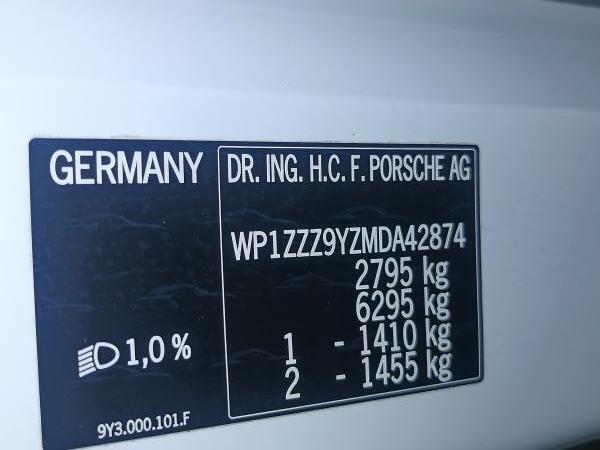 GERMANY
DR. ING. H.C. F. PORSCHE AG
WP1ZZZ9YZMDA42874
2795 kg
6295 kg
1 - 1410 kg
2 - 1455 kg
1,0 %
9Y3.000.101.F